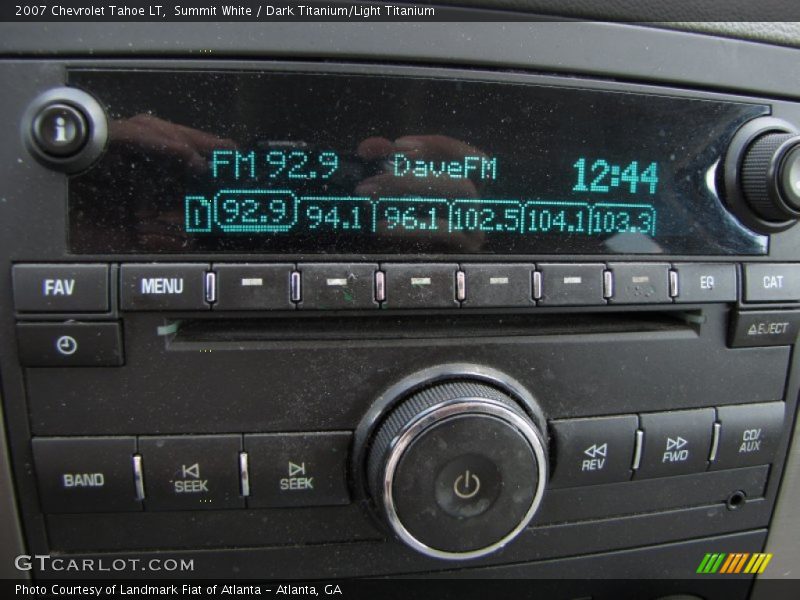 2007 Chevrolet Tahoe LT, Summit White / Dark Titanium/Light Titanium
i
FM 92.9 DaveFM 12:44
1 92.9 94.1 96.1 102.5 104.1 103.3
FAV MENU EQ CAT
EJECT
BAND SEEK SEEK REV FWD CD/
AUX
GTCARLOT.COM
Photo Courtesy of Landmark Fiat of Atlanta - Atlanta, GA